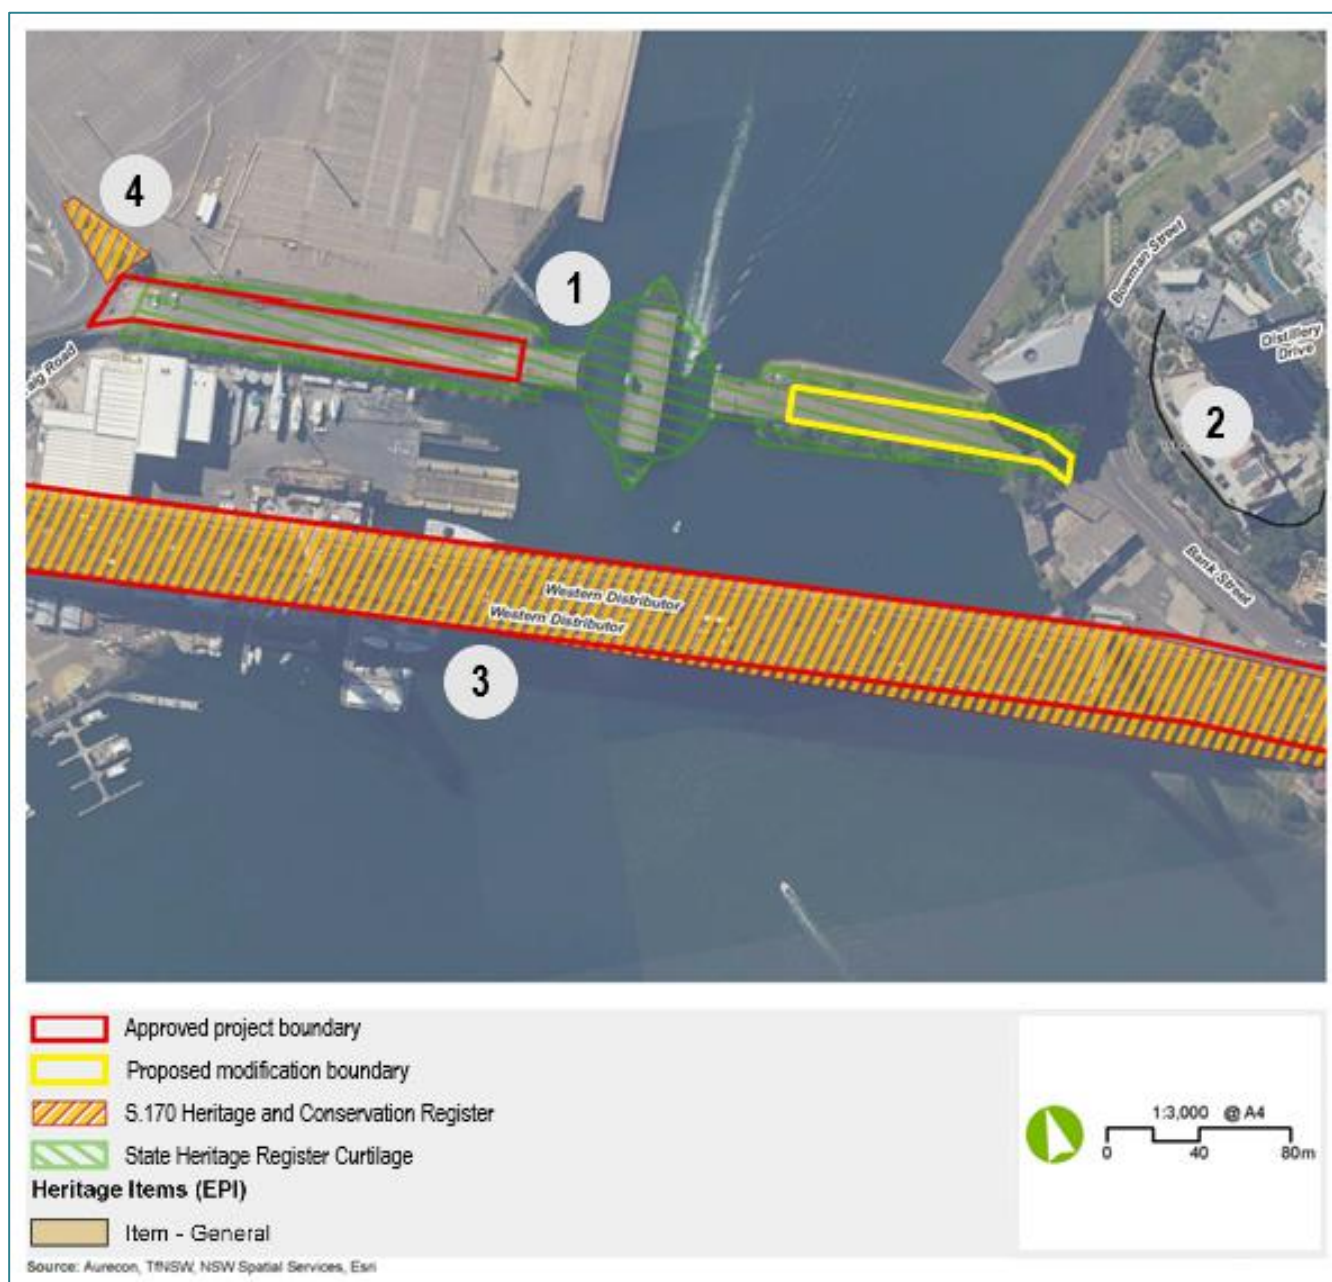 4
1
Bowman Street
Distillery
Drive
2
aig Road
Bank Street
Western Distributor
Western Distributor
3
Approved project boundary
Proposed modification boundary
S.170 Heritage and Conservation Register
State Heritage Register Curtilage
Heritage Items (EPI)
Item - General
1:3,000 @ A4
0 40 80m
Source: Aurecon, TfNSW, NSW Spatial Services, Esri